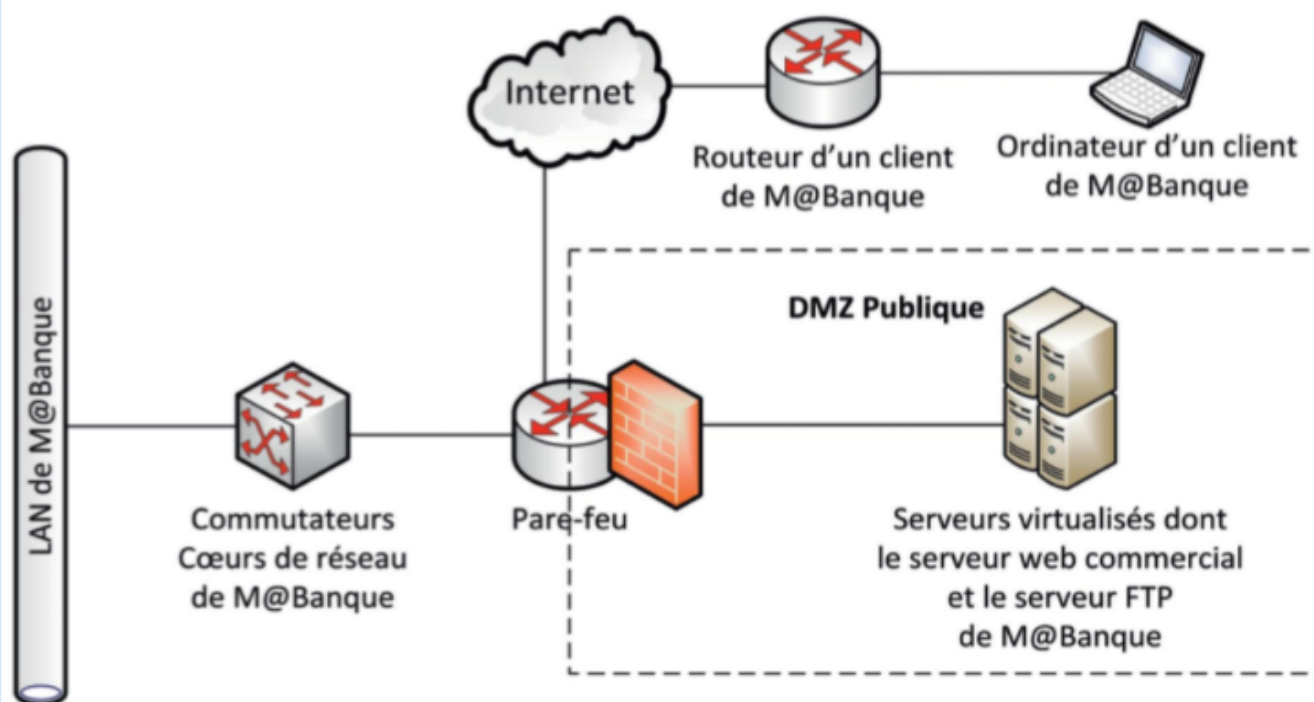 Internet
Routeur d'un client
de M@Banque
Ordinateur d'un client
de M@Banque
DMZ Publique
LAN de M@Banque
Commutateurs
Cœurs de réseau
de M@Banque
Pare-feu
Serveurs virtualisés dont
le serveur web commercial
et le serveur FTP
de M@Banque